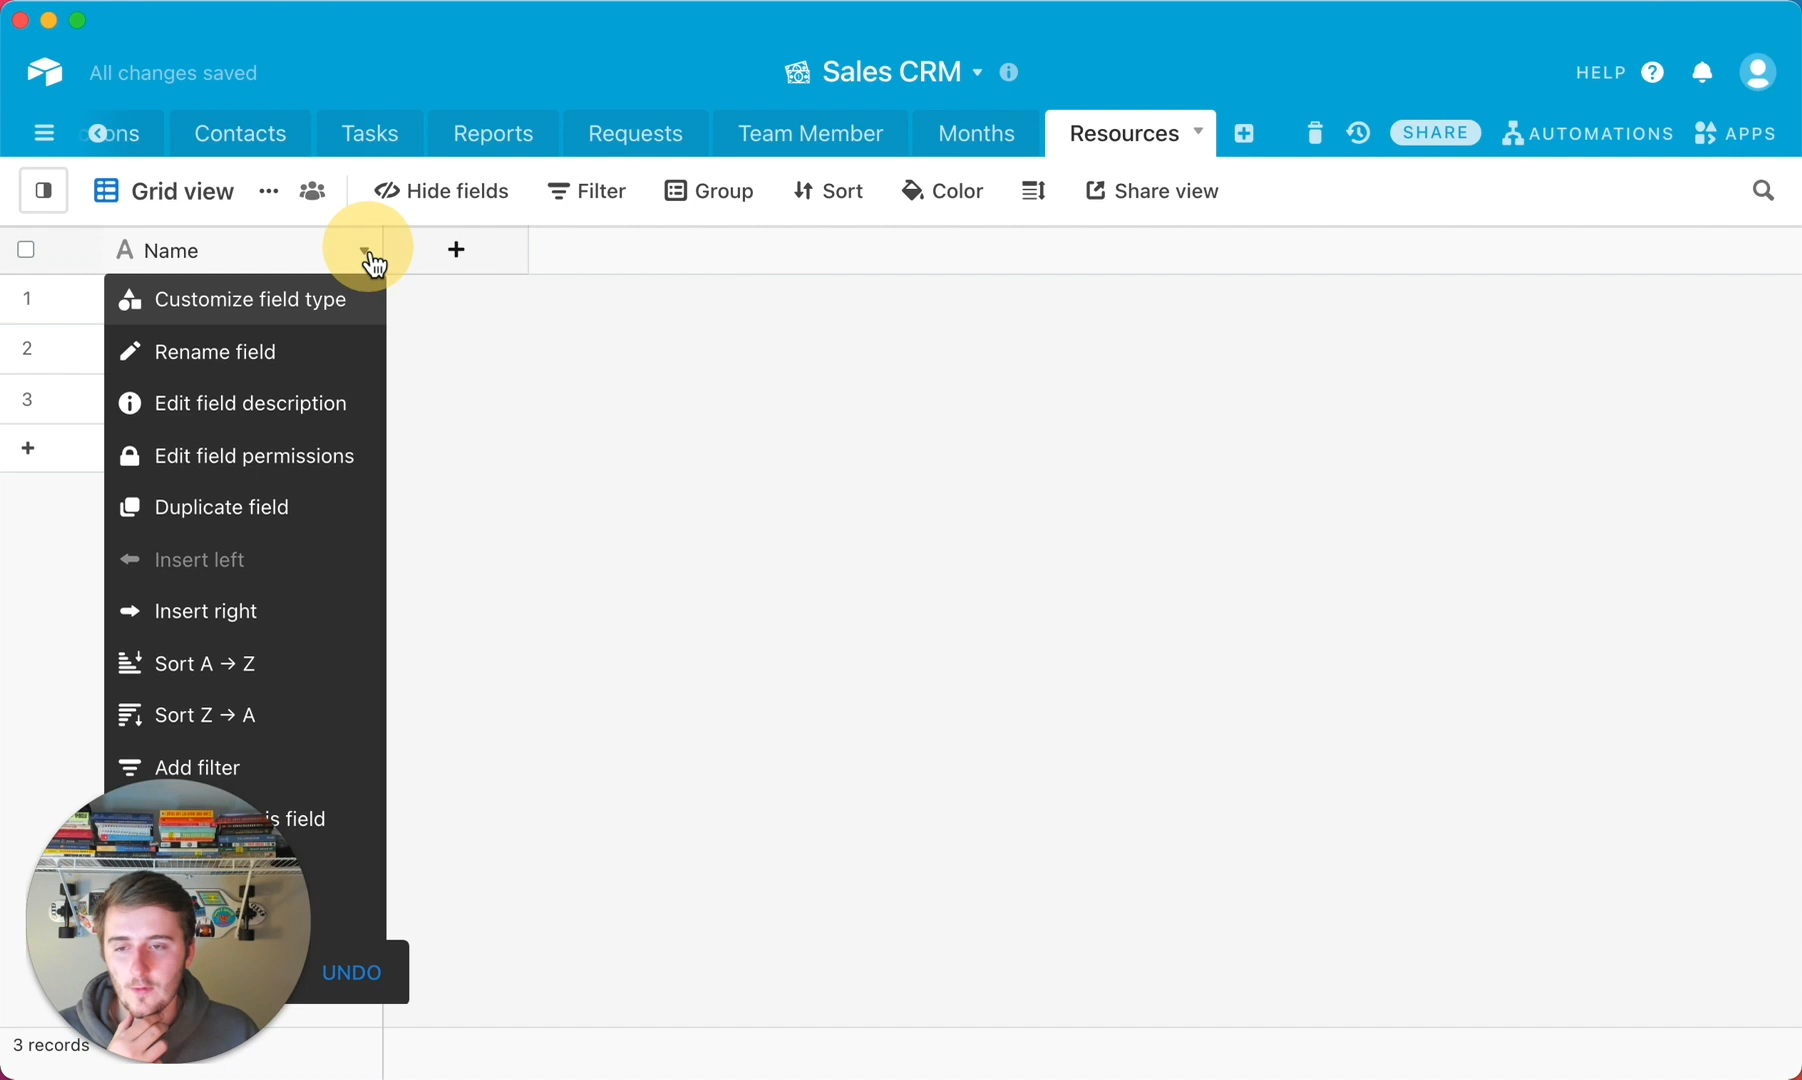 All changes saved
Sales CRM
HELP
ons
Contacts
Tasks
Reports
Requests
Team Member
Months
Resources
SHARE
AUTOMATIONS
APPS
Grid view
Hide fields
Filter
Group
Sort
Color
Share view
A Name
1
2
3
Customize field type
Rename field
Edit field description
Edit field permissions
Duplicate field
Insert left
Insert right
Sort A → Z
Sort Z → A
Add filter
is field
UNDO
3 records